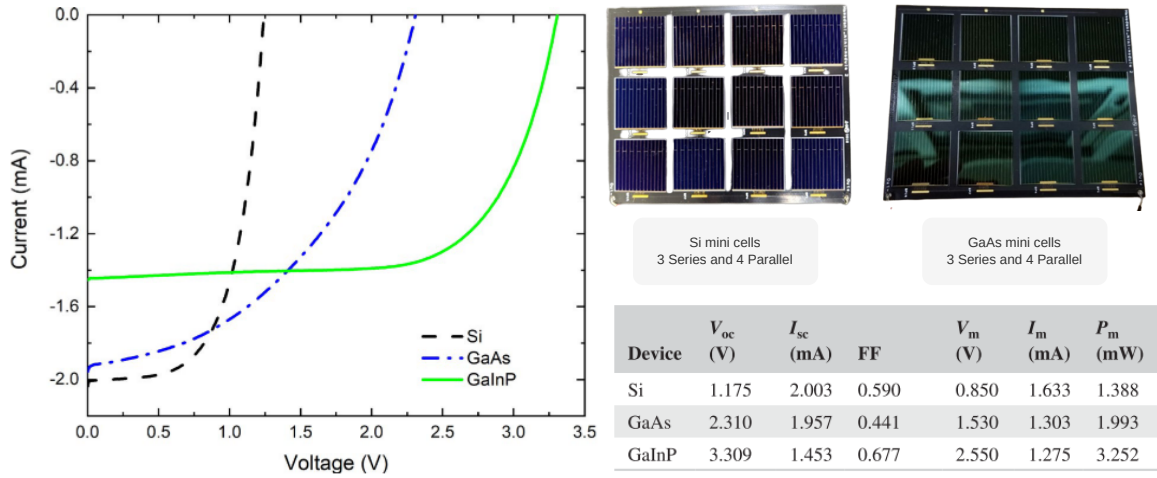 0.0
-0.4
-0.8
-1.2
-1.6
-2.0
Current (mA)
0.0 0.5 1.0 1.5 2.0 2.5 3.0 3.5
Voltage (V)
Si
GaAs
GaInP
Si mini cells
3 Series and 4 Parallel
GaAs mini cells
3 Series and 4 Parallel
Voc Isc Vm Im Pm
Device (V) (mA) FF (V) (mA) (mW)
Si 1.175 2.003 0.590 0.850 1.633 1.388
GaAs 2.310 1.957 0.441 1.530 1.303 1.993
GaInP 3.309 1.453 0.677 2.550 1.275 3.252